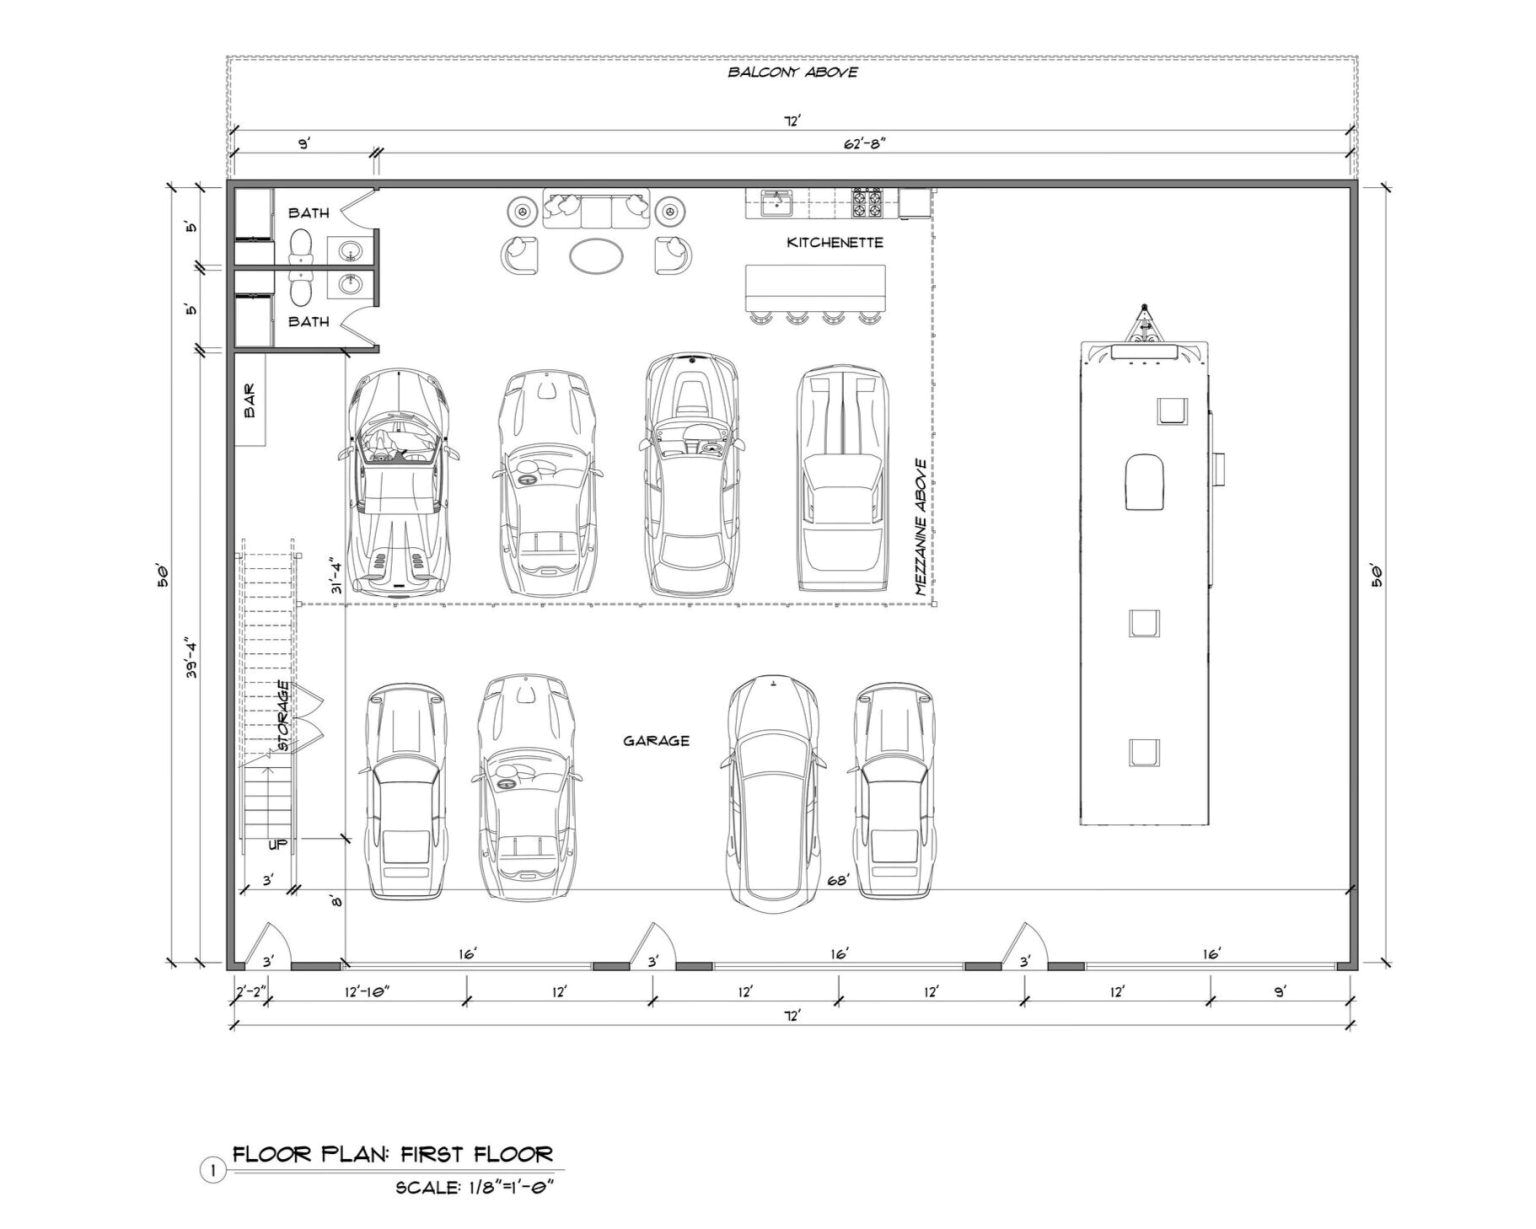 BALCONY ABOVE
72'
9'
62'-8"
BATH
5'
KITCHENETTE
5'
BATH
BAR
MEZZANINE ABOVE
50'
31'-4"
50'
39'-4"
STORAGE
GARAGE
UP
3'
68'
8'
16'
16'
16'
3'
3'
3'
2'-2"
12'-10"
12'
12'
12'
12'
9'
72'
1
FLOOR PLAN: FIRST FLOOR
SCALE: 1/8"=1'-0"